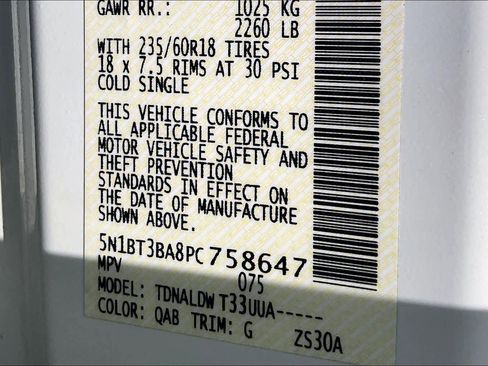 GAWR RR.: 1025 KG
2260 LB
WITH 235/60R18 TIRES
18 x 7.5 RIMS AT 30 PSI
COLD SINGLE
THIS VEHICLE CONFORMS TO
ALL APPLICABLE FEDERAL
MOTOR VEHICLE SAFETY AND
THEFT PREVENTION
STANDARDS IN EFFECT ON
THE DATE OF MANUFACTURE
SHOWN ABOVE.
5N1BT3BA8PC758647
MPV 075
MODEL: TDNALDW T33UUA-----
COLOR: QAB TRIM: G ZS30A